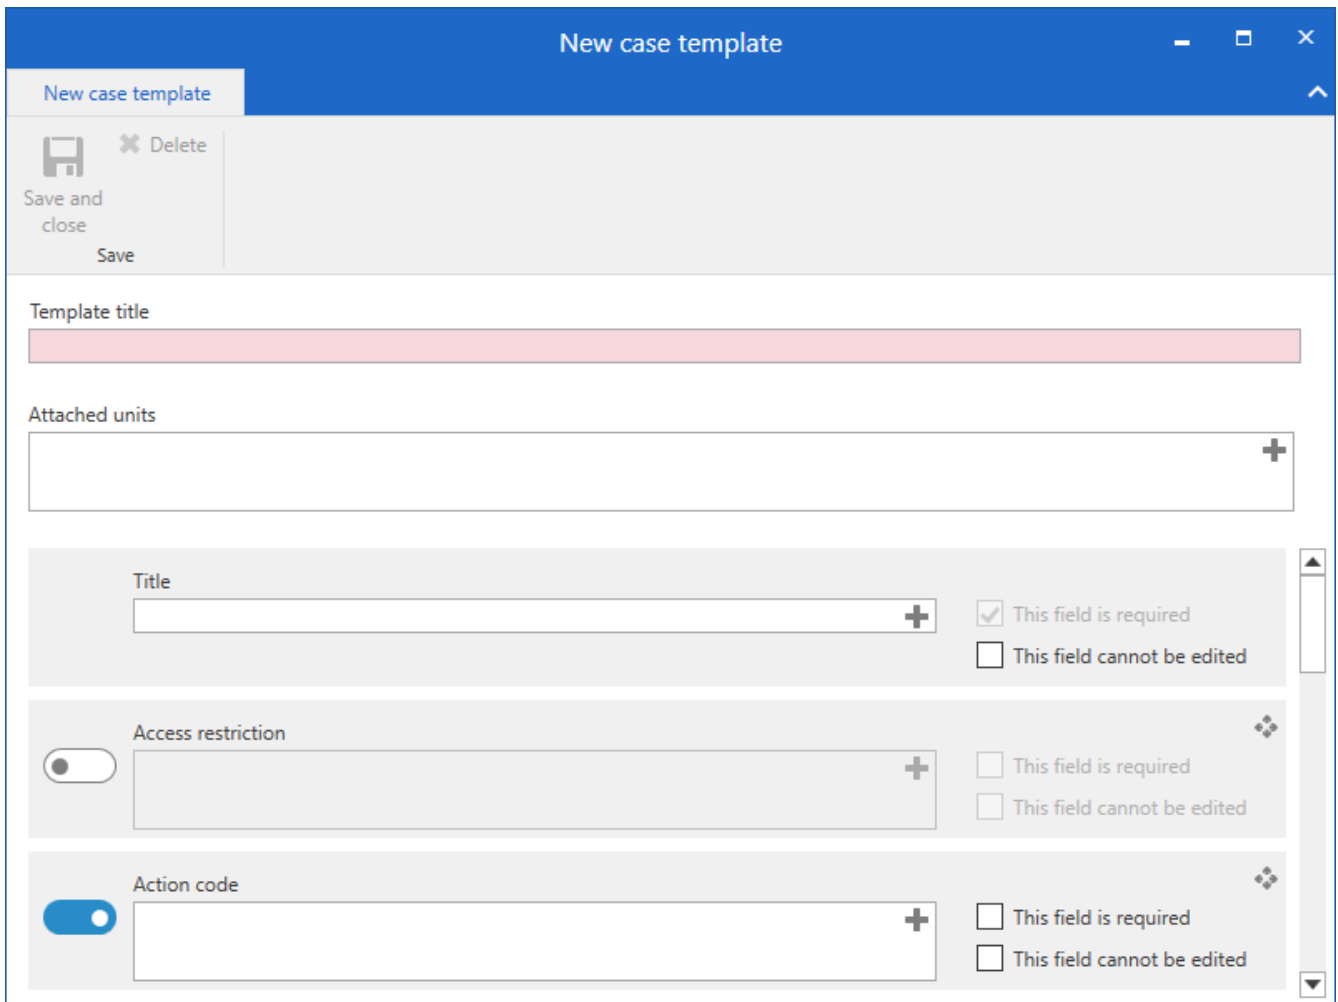 New case template
New case template
Delete
Save and
close
Save
Template title
Attached units
Title
This field is required
This field cannot be edited
Access restriction
This field is required
This field cannot be edited
Action code
This field is required
This field cannot be edited